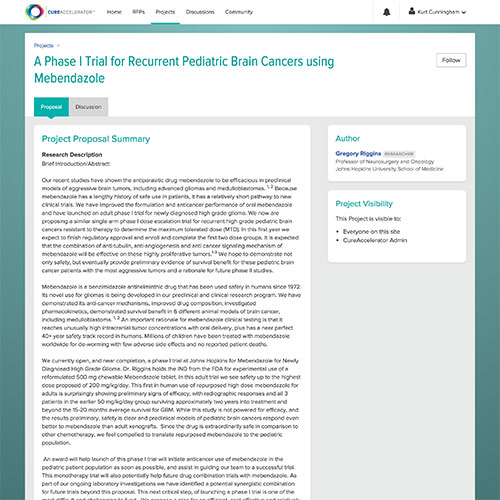 CUREACCELERATOR™
Home RFPs Projects Discussions Community
Kurt Cunningham
Projects >
A Phase I Trial for Recurrent Pediatric Brain Cancers using
Mebendazole
Follow
Proposal Discussion
Project Proposal Summary
Research Description
Brief Introduction/Abstract:
Our recent studies have shown the antiparasitic drug mebendazole to be efficacious in preclinical
models of aggressive brain tumors, including advanced gliomas and medulloblastomas. 1, 2 Because
mebendazole has a lengthy history of safe use in patients, it has a relatively short pathway to new
clinical trials. We have improved the formulation and anticancer performance of oral mebendazole
and have launched an adult phase I trial for newly diagnosed high grade glioma. We now are
proposing a similar single arm phase I dose escalation trial for recurrent high grade pediatric brain
cancers resistant to therapy to determine the maximum tolerated dose (MTD). In this first year we
expect to finish regulatory approval and enroll and complete the first two dose groups. It is expected
that the combination of anti-tubulin, anti-angiogenesis and anti cancer signaling mechanism of
mebendazole will be effective on these highly proliferative tumors. We hope to demonstrate not
only safety, but eventually provide preliminary evidence of survival benefit for these pediatric brain
cancer patients with the most aggressive tumors and a rationale for future phase II studies.
Mebendazole is a benzimidazole antihelminthic drug that has been used safely in humans since 1972.
Its novel use for gliomas is being developed in our preclinical and clinical research program. We have
demonstrated its anti-cancer mechanisms, improved drug composition, investigated
pharmacokinetics, demonstrated survival benefit in 6 different animal models of brain cancer,
including medulloblastoma. 1, 2 An important rationale for mebendazole clinical testing is that it
reaches unusually high intracranial tumor concentrations with oral delivery, plus has a near perfect
40+ year safety track record in humans. Millions of children have been treated with mebendazole
worldwide for de-worming with few adverse side effects and no reported patient deaths.
We currently open, and near completion, a phase I trial at Johns Hopkins for Mebendazole for Newly
Diagnosed High Grade Glioma. Dr. Riggins holds the IND from the FDA for experimental use of a
reformulated 500 mg chewable Mebendazole tablet. In this adult trial we see safety up to the highest
dose proposed of 200 mg/kg/day. This first in human use of repurposed high dose mebendazole for
adults is surprisingly showing preliminary signs of efficacy, with radiographic responses and all 3
patients in the earlier 50 mg/kg/day group surviving approximately two years into treatment and
beyond the 15-20 months average survival for GBM. While this study is not powered for efficacy, and
the results preliminary, safety is clear and preclinical models of pediatric brain cancers respond even
better to mebendazole than adult xenografts. Since the drug is extraordinarily safe in comparison to
other chemotherapy, we feel compelled to translate repurposed mebendazole to the pediatric
population.
An award will help launch of this phase I trial will initiate anticancer use of mebendazole in the
pediatric patient population as soon as possible, and assist in guiding our team to a successful trial.
This monotherapy trial will also potentially help future drug combination trials with mebendazole. As
part of our ongoing laboratory investigations we have identified a potential synergistic combination
for future trials beyond this proposal. This next critical step, of launching a phase I trial is one of the
Author
Gregory Riggins RESEARCHER
Professor of Neurosurgery and Oncology
Johns Hopkins University School of Medicine
Project Visibility
This Project is visible to:
• Everyone on this site
• CureAccelerator Admin